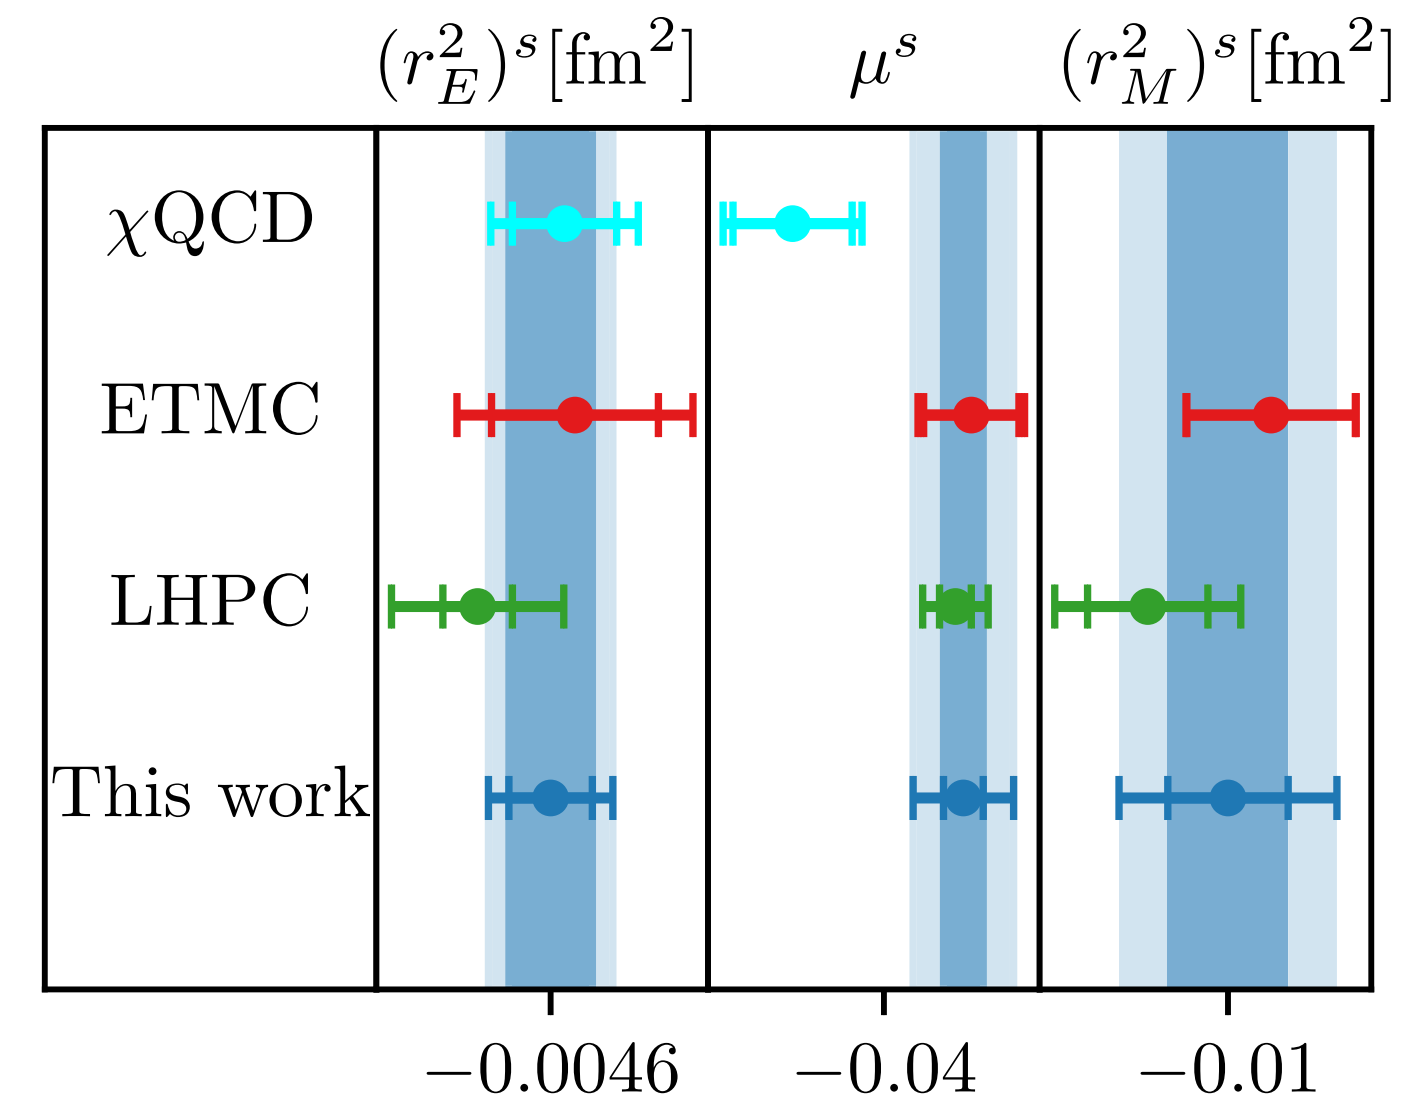 (r_E^2)^s[fm^2] μ^s (r_M^2)^s[fm^2]
χQCD
ETMC
LHPC
This work
−0.0046 −0.04 −0.01